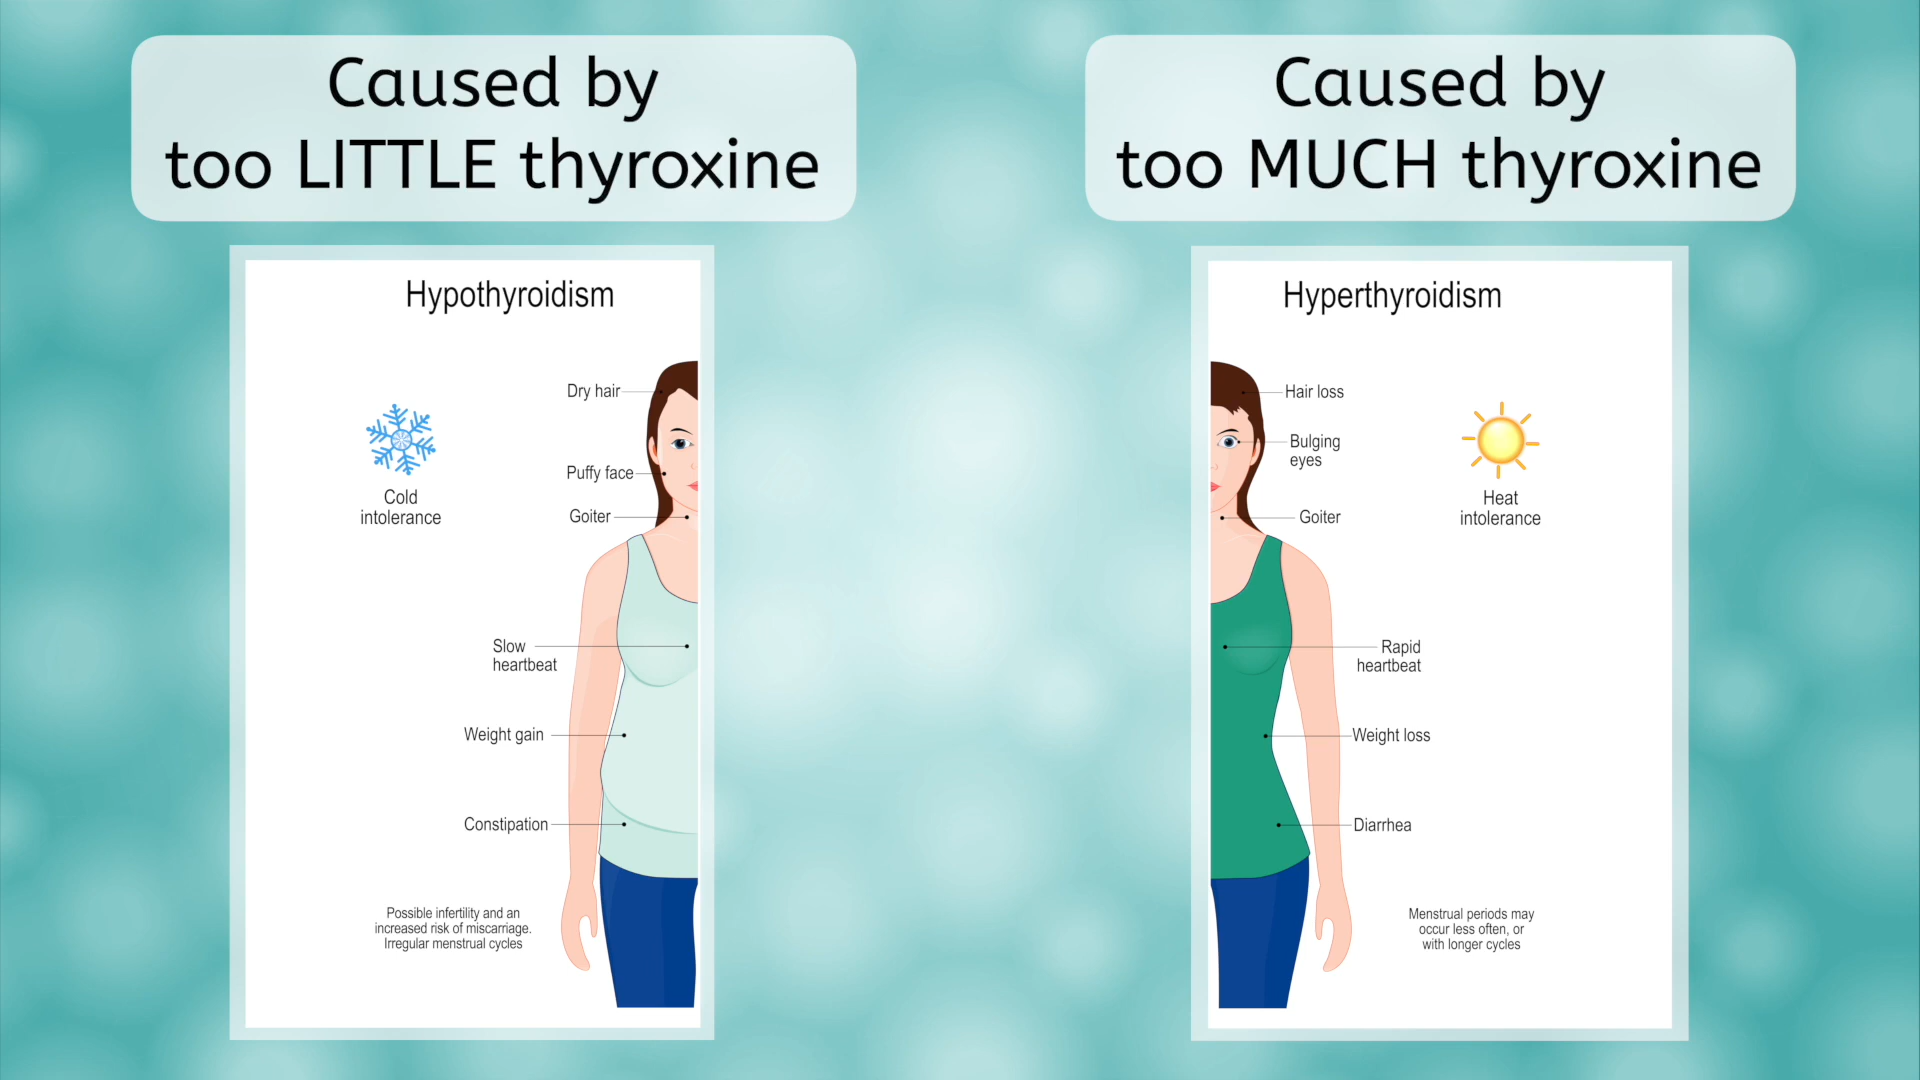 Caused by
too LITTLE thyroxine
Hypothyroidism
Dry hair
Puffy face
Goiter
Cold
intolerance
Slow
heartbeat
Weight gain
Constipation
Possible infertility and an
increased risk of miscarriage.
Irregular menstrual cycles
Caused by
too MUCH thyroxine
Hyperthyroidism
Hair loss
Bulging
eyes
Goiter
Heat
intolerance
Rapid
heartbeat
Weight loss
Diarrhea
Menstrual periods may
occur less often, or
with longer cycles